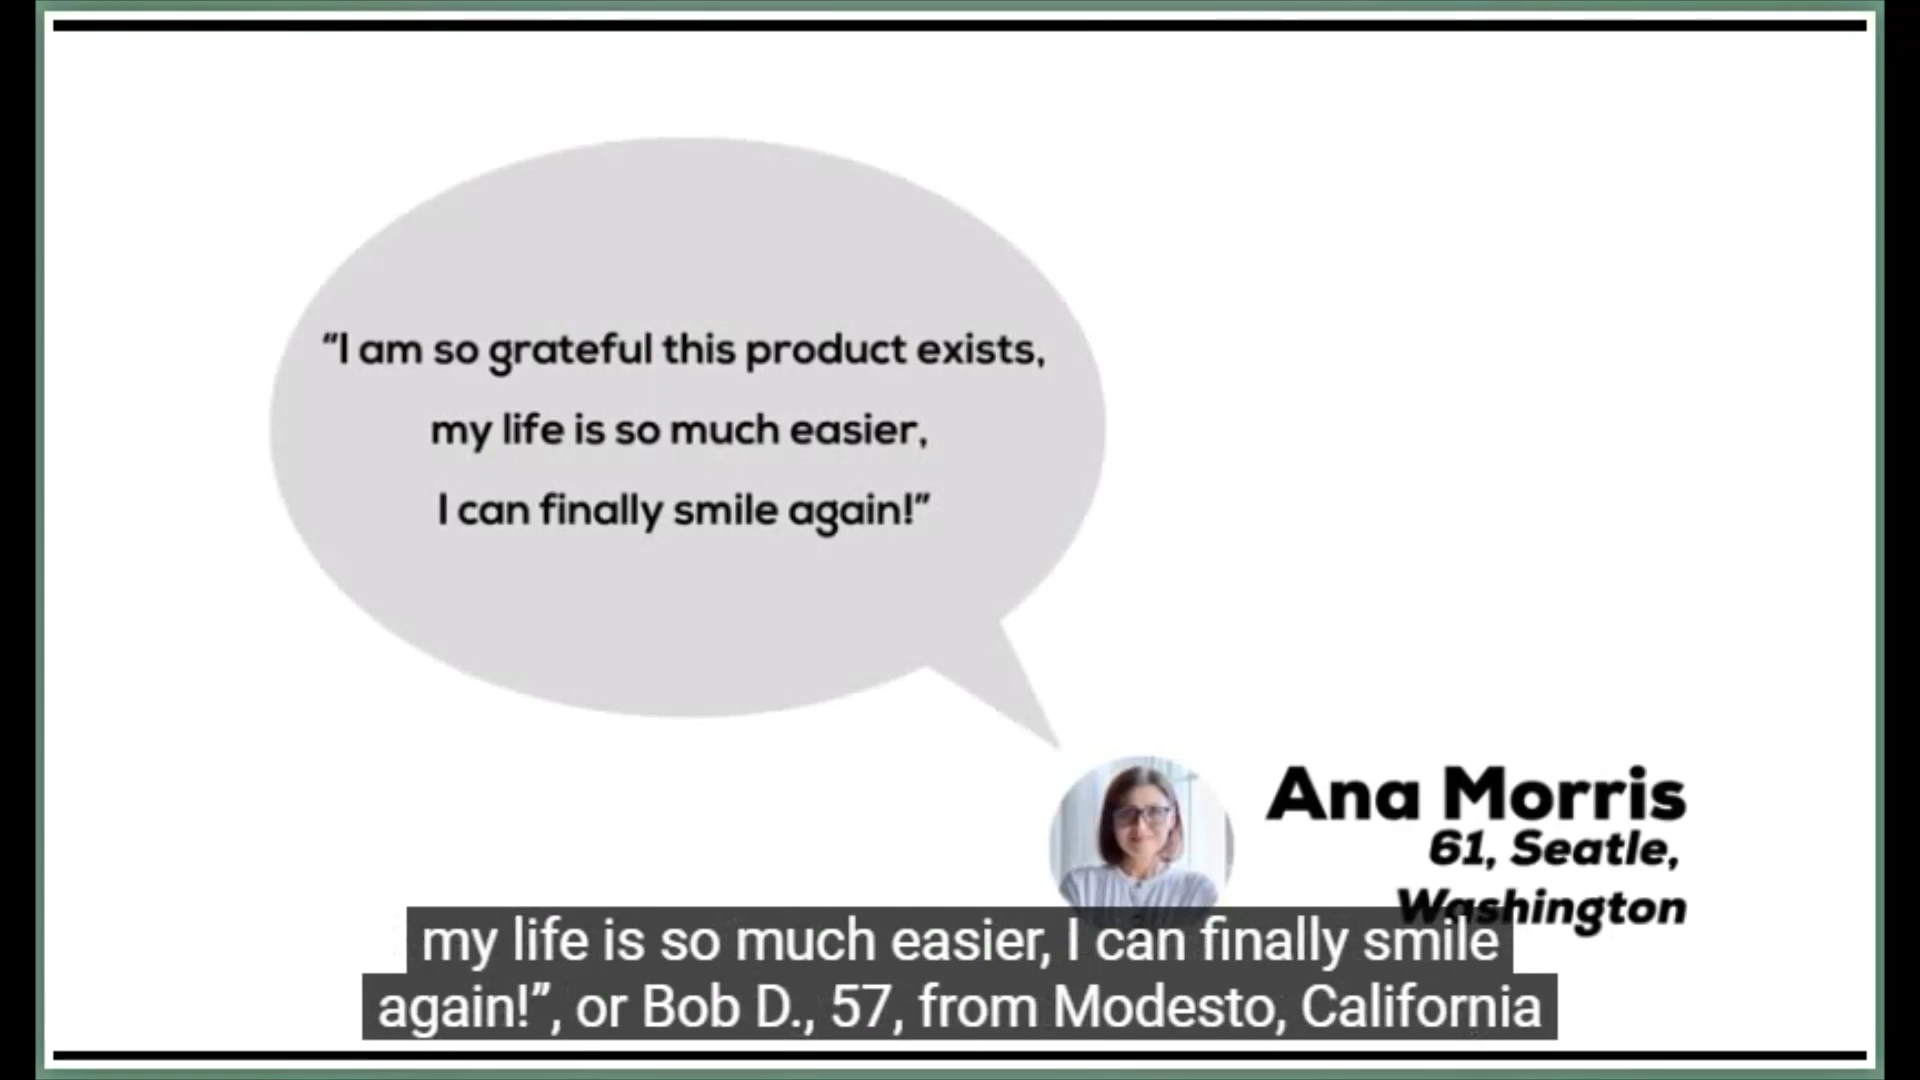 “I am so grateful this product exists,
my life is so much easier,
I can finally smile again!”
Ana Morris
61, Seatle,
Washington
my life is so much easier, I can finally smile
again!”, or Bob D., 57, from Modesto, California